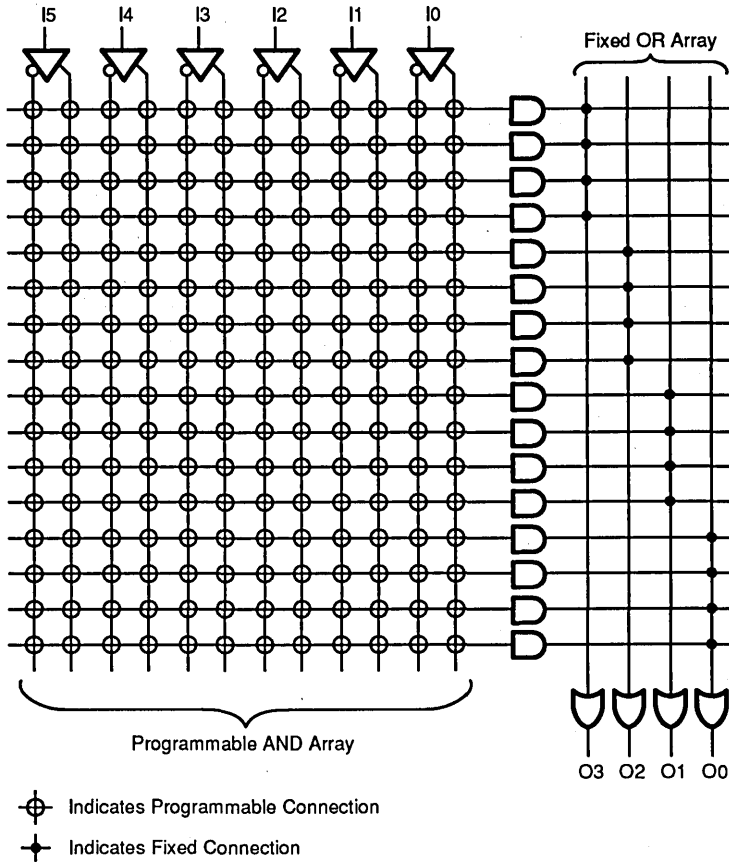 I5 I4 I3 I2 I1 I0
Fixed OR Array
Programmable AND Array
O3 O2 O1 O0
Indicates Programmable Connection
Indicates Fixed Connection